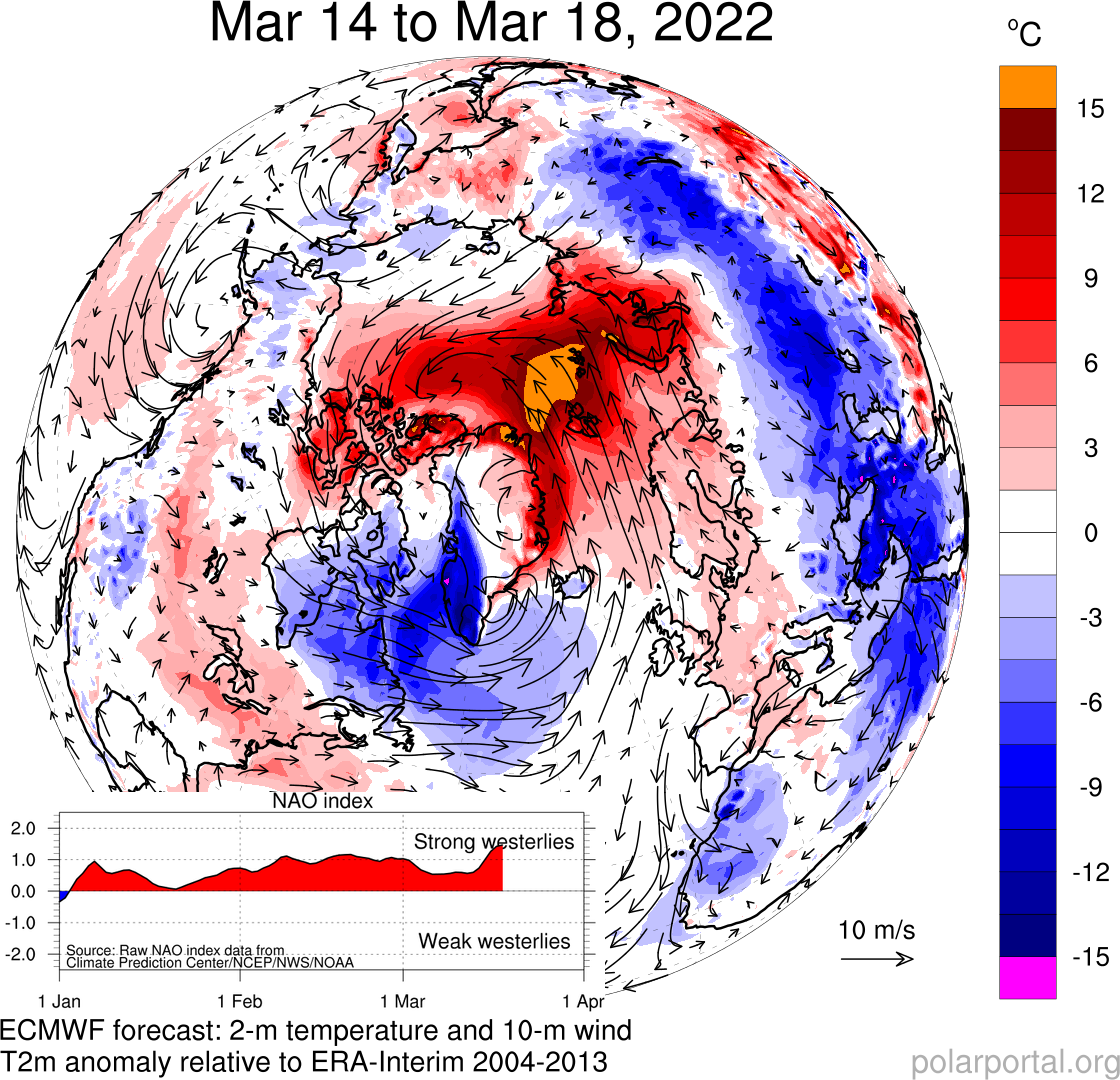 Mar 14 to Mar 18, 2022
°C
15
12
9
6
3
0
-3
-6
-9
-12
-15
10 m/s
NAO index
2.0
1.0
0.0
-1.0
-2.0
Strong westerlies
Weak westerlies
Source: Raw NAO index data from
Climate Prediction Center/NCEP/NWS/NOAA
1 Jan
1 Feb
1 Mar
1 Apr
ECMWF forecast: 2-m temperature and 10-m wind
T2m anomaly relative to ERA-Interim 2004-2013
polarportal.org